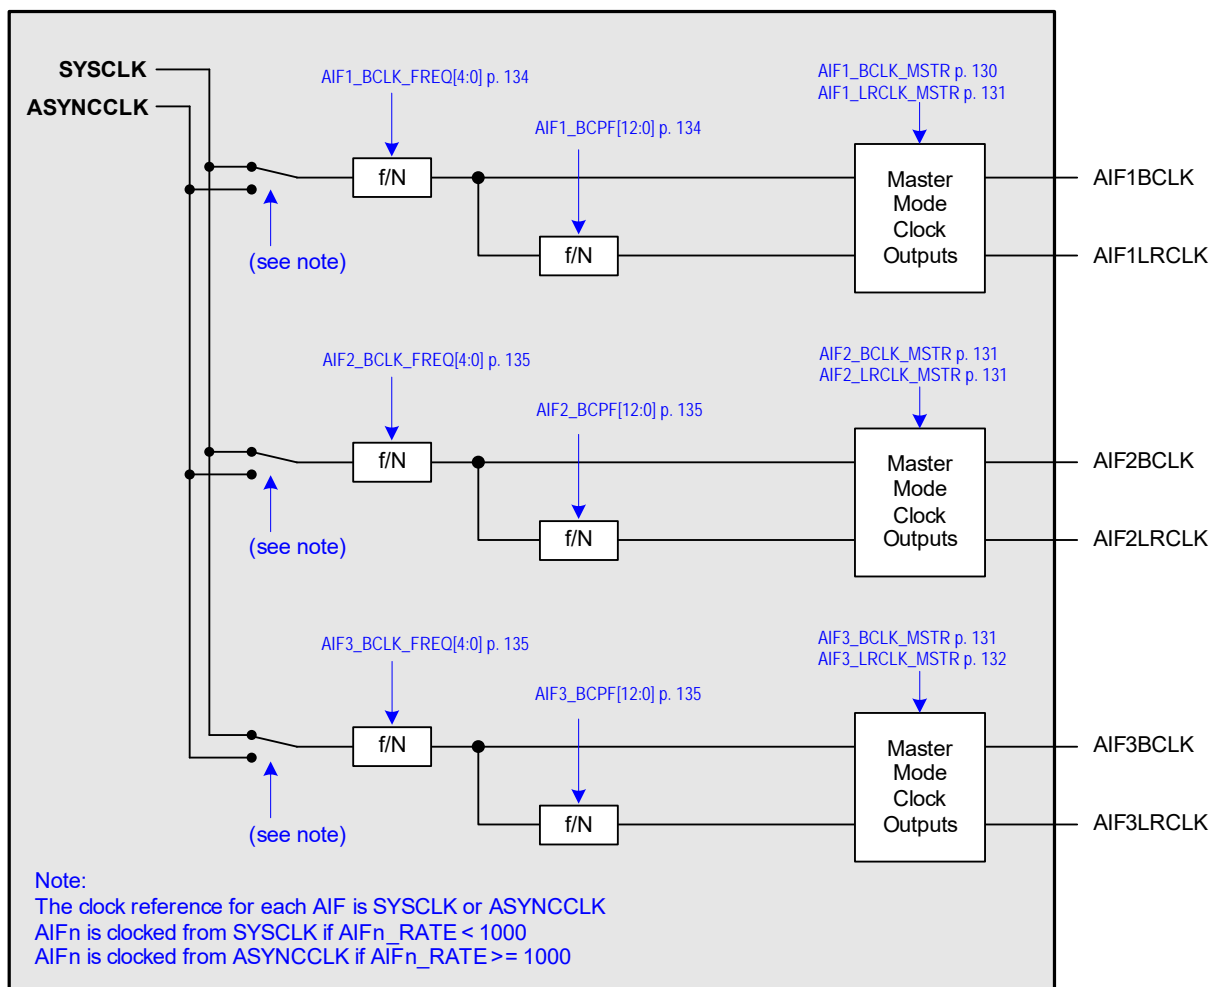 SYSCLK
ASYNCCLK
AIF1_BCLK_FREQ[4:0] p. 134
AIF1_BCPF[12:0] p. 134
AIF1_BCLK_MSTR p. 130
AIF1_LRCLK_MSTR p. 131
f/N
f/N
(see note)
Master
Mode
Clock
Outputs
AIF1BCLK
AIF1LRCLK
AIF2_BCLK_FREQ[4:0] p. 135
AIF2_BCPF[12:0] p. 135
AIF2_BCLK_MSTR p. 131
AIF2_LRCLK_MSTR p. 131
f/N
f/N
(see note)
Master
Mode
Clock
Outputs
AIF2BCLK
AIF2LRCLK
AIF3_BCLK_FREQ[4:0] p. 135
AIF3_BCPF[12:0] p. 135
AIF3_BCLK_MSTR p. 131
AIF3_LRCLK_MSTR p. 132
f/N
f/N
(see note)
Master
Mode
Clock
Outputs
AIF3BCLK
AIF3LRCLK
Note:
The clock reference for each AIF is SYSCLK or ASYNCCLK
AIFn is clocked from SYSCLK if AIFn_RATE < 1000
AIFn is clocked from ASYNCCLK if AIFn_RATE >= 1000